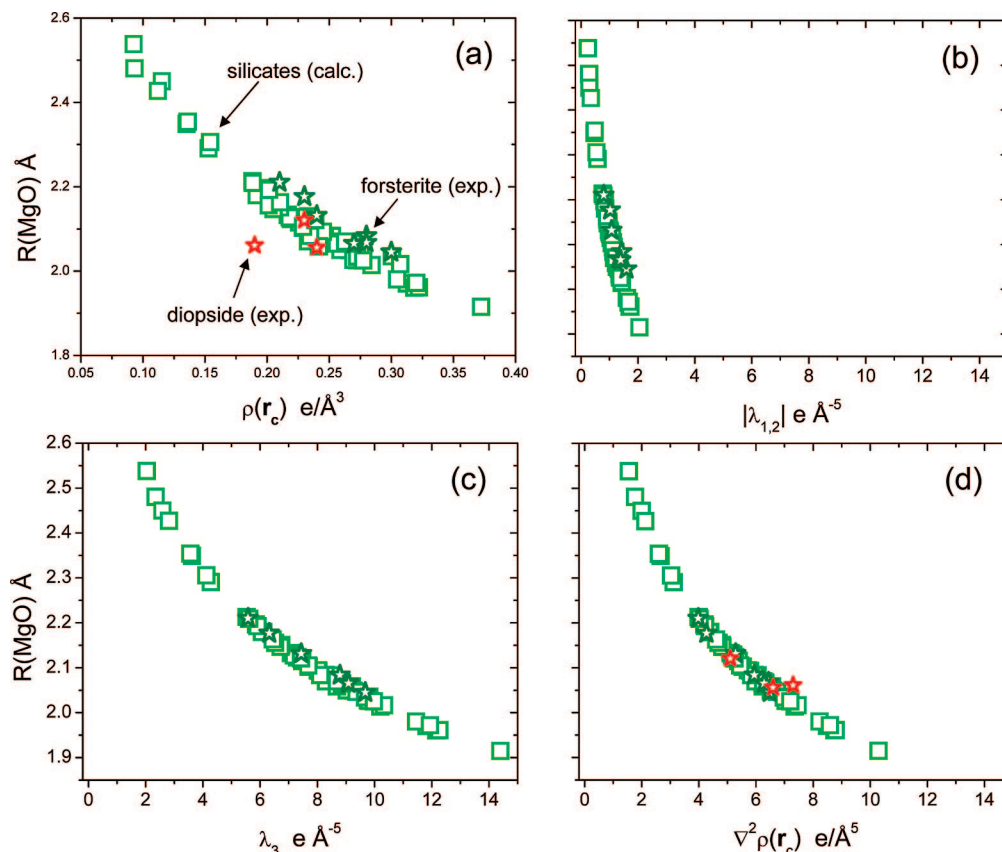 2.6
(a)
(b)
silicates (calc.)
2.4
R(MgO) Å
forsterite (exp.)
2.2
2.0
diopside (exp.)
1.8
0.05 0.10 0.15 0.20 0.25 0.30 0.35 0.40
0 2 4 6 8 10 12 14
ρ(r_c) e/Å³
|λ₁,₂| e Å⁻⁵
2.6
(c)
(d)
2.5
2.4
R(MgO) Å
2.3
2.2
2.1
2.0
1.9
0 2 4 6 8 10 12 14
0 2 4 6 8 10 12 14
λ₃ e Å⁻⁵
∇²ρ(r_c) e/Å⁵